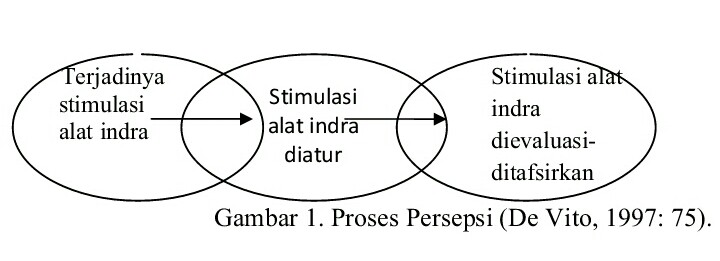 Terjadinya
stimulasi
alat indra
Stimulasi
alat indra
diatur
Stimulasi alat
indra
dievaluasi-
ditafsirkan
Gambar 1. Proses Persepsi (De Vito, 1997: 75).